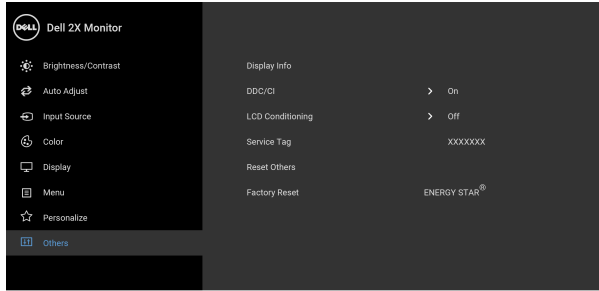 DELL Dell 2X Monitor
Brightness/Contrast
Auto Adjust
Input Source
Color
Display
Menu
Personalize
Others
Display Info
DDC/CI > On
LCD Conditioning > Off
Service Tag XXXXXXX
Reset Others
Factory Reset ENERGY STAR®